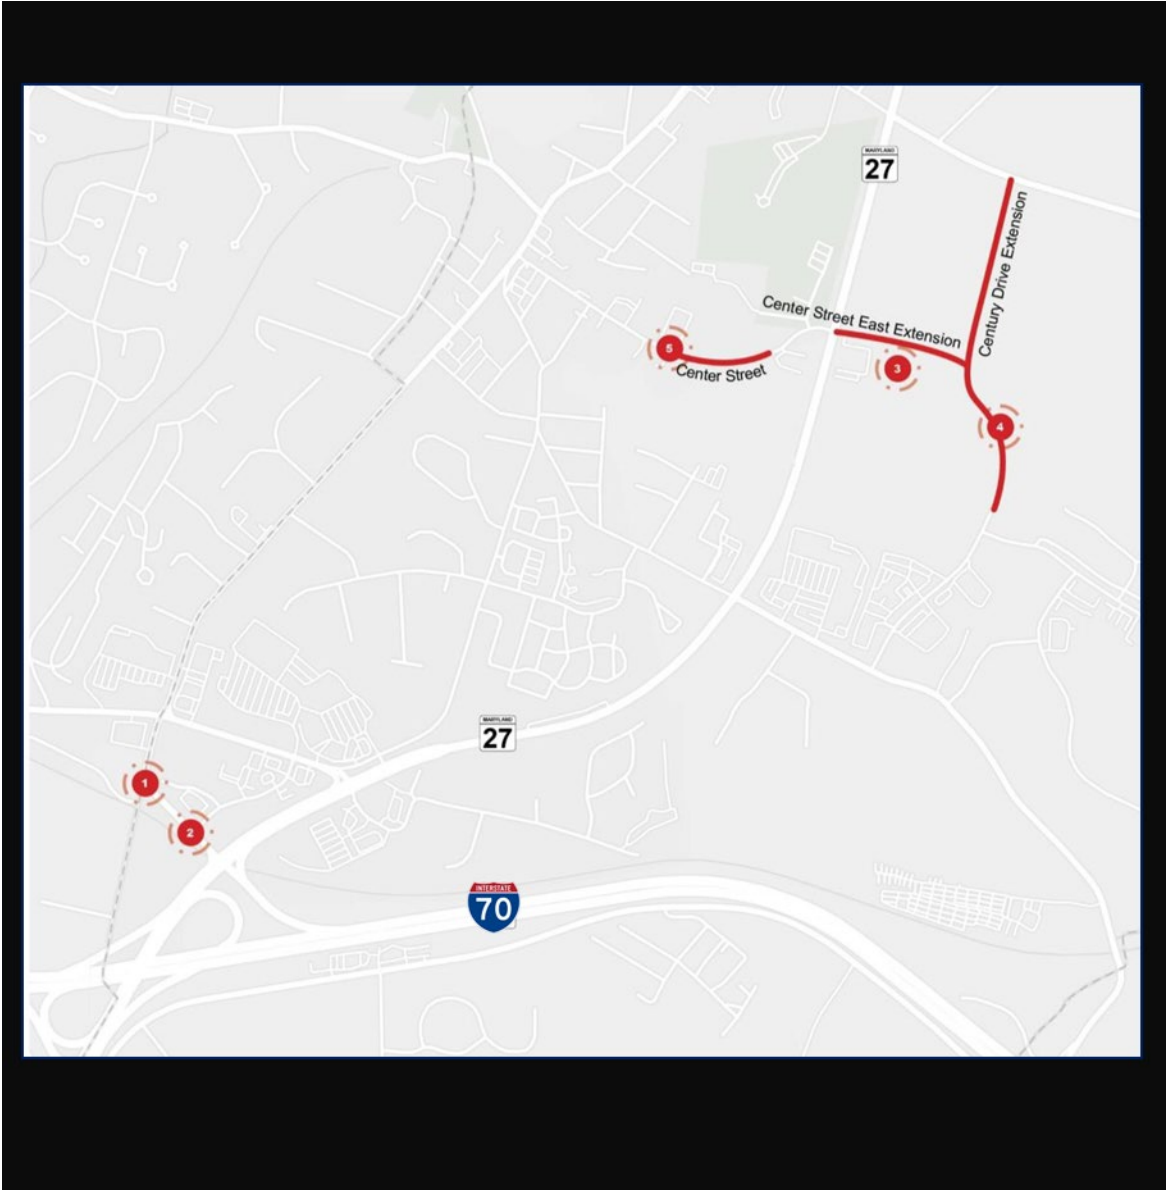 MARYLAND
27
Century Drive Extension
Center Street East Extension
5
Center Street
3
4
MARYLAND
27
1
2
INTERSTATE
70